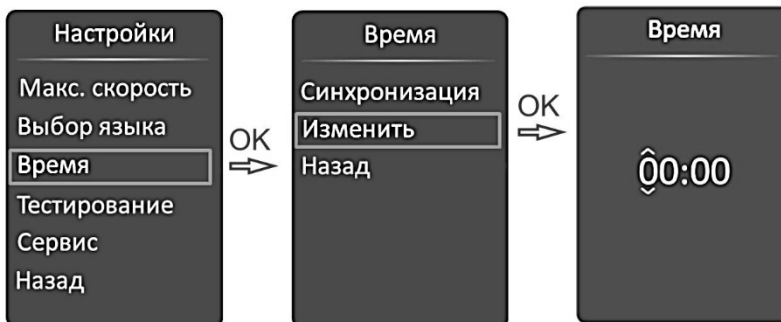 Настройки
Макс. скорость
Выбор языка
Время
Тестирование
Сервис
Назад
OK
Время
Синхронизация
Изменить
Назад
OK
Время
00:00